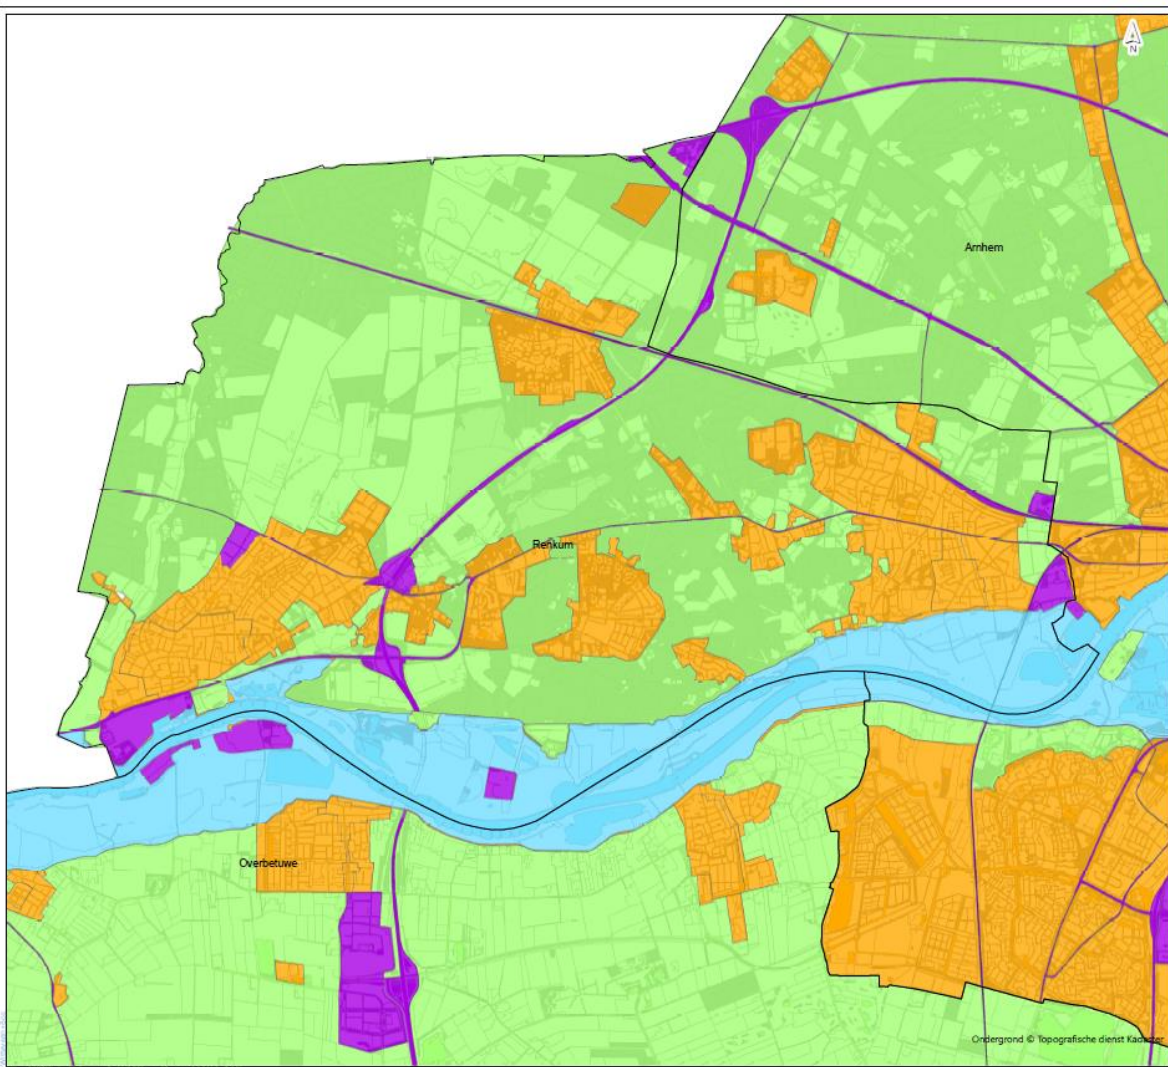 N
Arnhem
Renkum
Overbetuwe
Ondergrond © Topografische dienst Kadaster